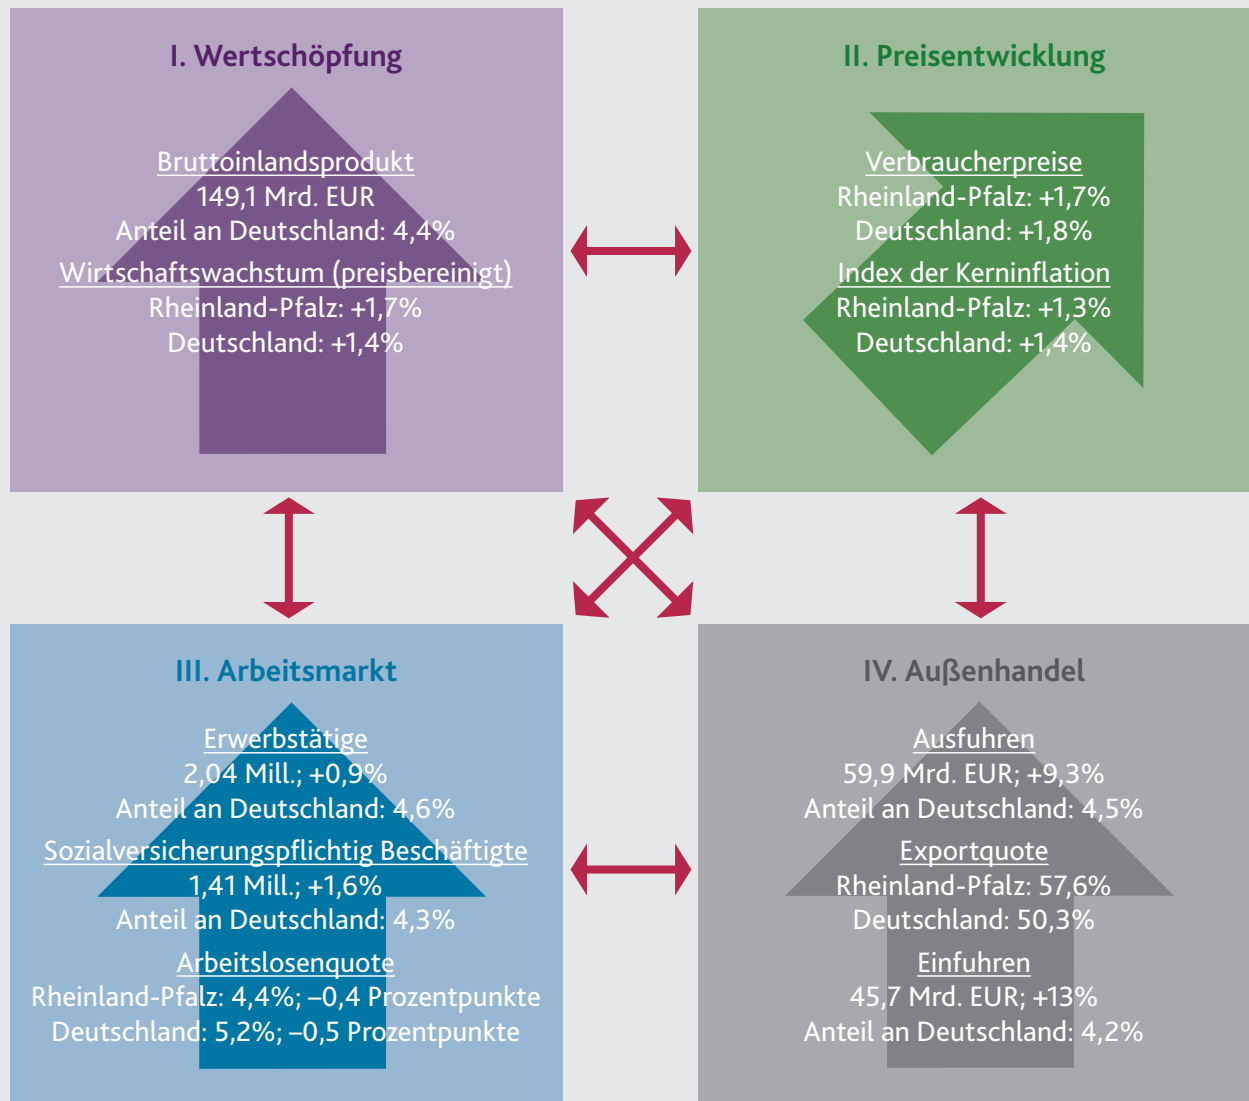 I. Wertschöpfung
Bruttoinlandsprodukt
149,1 Mrd. EUR
Anteil an Deutschland: 4,4%
Wirtschaftswachstum (preisbereinigt)
Rheinland-Pfalz: +1,7%
Deutschland: +1,4%
II. Preisentwicklung
Verbraucherpreise
Rheinland-Pfalz: +1,7%
Deutschland: +1,8%
Index der Kerninflation
Rheinland-Pfalz: +1,3%
Deutschland: +1,4%
III. Arbeitsmarkt
Erwerbstätige
2,04 Mill.; +0,9%
Anteil an Deutschland: 4,6%
Sozialversicherungspflichtig Beschäftigte
1,41 Mill.; +1,6%
Anteil an Deutschland: 4,3%
Arbeitslosenquote
Rheinland-Pfalz: 4,4%; –0,4 Prozentpunkte
Deutschland: 5,2%; –0,5 Prozentpunkte
IV. Außenhandel
Ausfuhren
59,9 Mrd. EUR; +9,3%
Anteil an Deutschland: 4,5%
Exportquote
Rheinland-Pfalz: 57,6%
Deutschland: 50,3%
Einfuhren
45,7 Mrd. EUR; +13%
Anteil an Deutschland: 4,2%